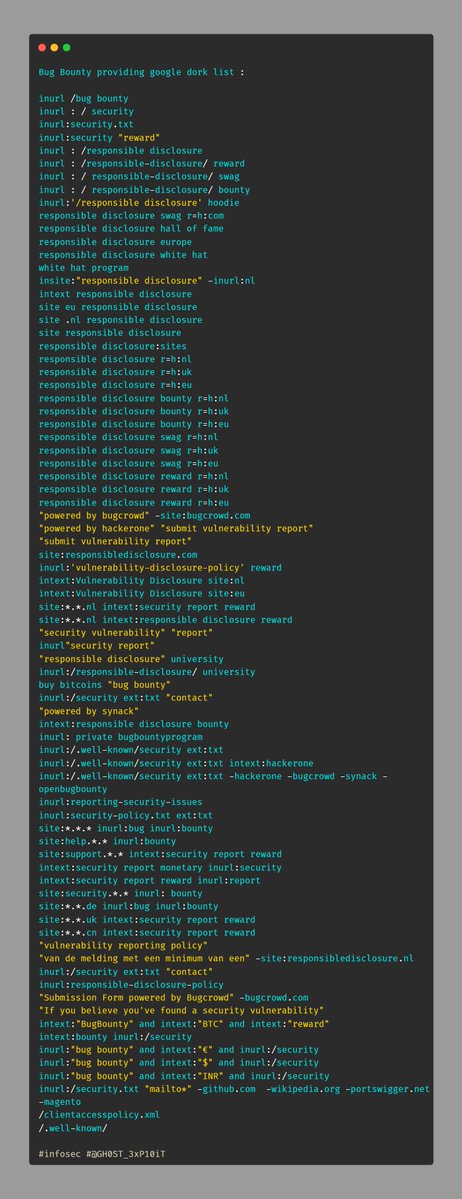 Bug Bounty providing google dork list :
inurl /bug bounty
inurl : / security
inurl:security.txt
inurl:security "reward"
inurl : /responsible disclosure
inurl : /responsible-disclosure/ reward
inurl : / responsible-disclosure/ swag
inurl : / responsible-disclosure/ bounty
inurl:'/responsible disclosure' hoodie
responsible disclosure swag r=h:com
responsible disclosure hall of fame
responsible disclosure europe
responsible disclosure white hat
white hat program
insite:"responsible disclosure" -inurl:nl
intext responsible disclosure
site eu responsible disclosure
site .nl responsible disclosure
site responsible disclosure
responsible disclosure:sites
responsible disclosure r=h:nl
responsible disclosure r=h:uk
responsible disclosure r=h:eu
responsible disclosure bounty r=h:nl
responsible disclosure bounty r=h:uk
responsible disclosure bounty r=h:eu
responsible disclosure swag r=h:nl
responsible disclosure swag r=h:uk
responsible disclosure swag r=h:eu
responsible disclosure reward r=h:nl
responsible disclosure reward r=h:uk
responsible disclosure reward r=h:eu
"powered by bugcrowd" -site:bugcrowd.com
"powered by hackerone" "submit vulnerability report"
"submit vulnerability report"
site:responsibledisclosure.com
inurl:'vulnerability-disclosure-policy' reward
intext:Vulnerability Disclosure site:nl
intext:Vulnerability Disclosure site:eu
site:*.*.nl intext:security report reward
site:*.*.nl intext:responsible disclosure reward
"security vulnerability" "report"
inurl"security report"
"responsible disclosure" university
inurl:/responsible-disclosure/ university
buy bitcoins "bug bounty"
inurl:/security ext:txt "contact"
"powered by synack"
intext:responsible disclosure bounty
inurl: private bugbountyprogram
inurl:/.well-known/security ext:txt
inurl:/.well-known/security ext:txt intext:hackerone
inurl:/.well-known/security ext:txt -hackerone -bugcrowd -synack -
openbugbounty
inurl:reporting-security-issues
inurl:security-policy.txt ext:txt
site:*.*.* inurl:bug inurl:bounty
site:help.*.* inurl:bounty
site:support.*.* intext:security report reward
intext:security report monetary inurl:security
intext:security report reward inurl:report
site:security.*.* inurl: bounty
site:*.*.de inurl:bug inurl:bounty
site:*.*.uk intext:security report reward
site:*.*.cn intext:security report reward
"vulnerability reporting policy"
"van de melding met een minimum van een" -site:responsibledisclosure.nl
inurl:/security ext:txt "contact"
inurl:responsible-disclosure-policy
"Submission Form powered by Bugcrowd" -bugcrowd.com
"If you believe you've found a security vulnerability"
intext:"BugBounty" and intext:"BTC" and intext:"reward"
intext:bounty inurl:/security
inurl:"bug bounty" and intext:"€" and inurl:/security
inurl:"bug bounty" and intext:"$" and inurl:/security
inurl:"bug bounty" and intext:"INR" and inurl:/security
inurl:/security.txt "mailto*" -github.com  -wikipedia.org -portswigger.net
-magento
/clientaccesspolicy.xml
/.well-known/
#infosec #@GH0ST_3xP10iT